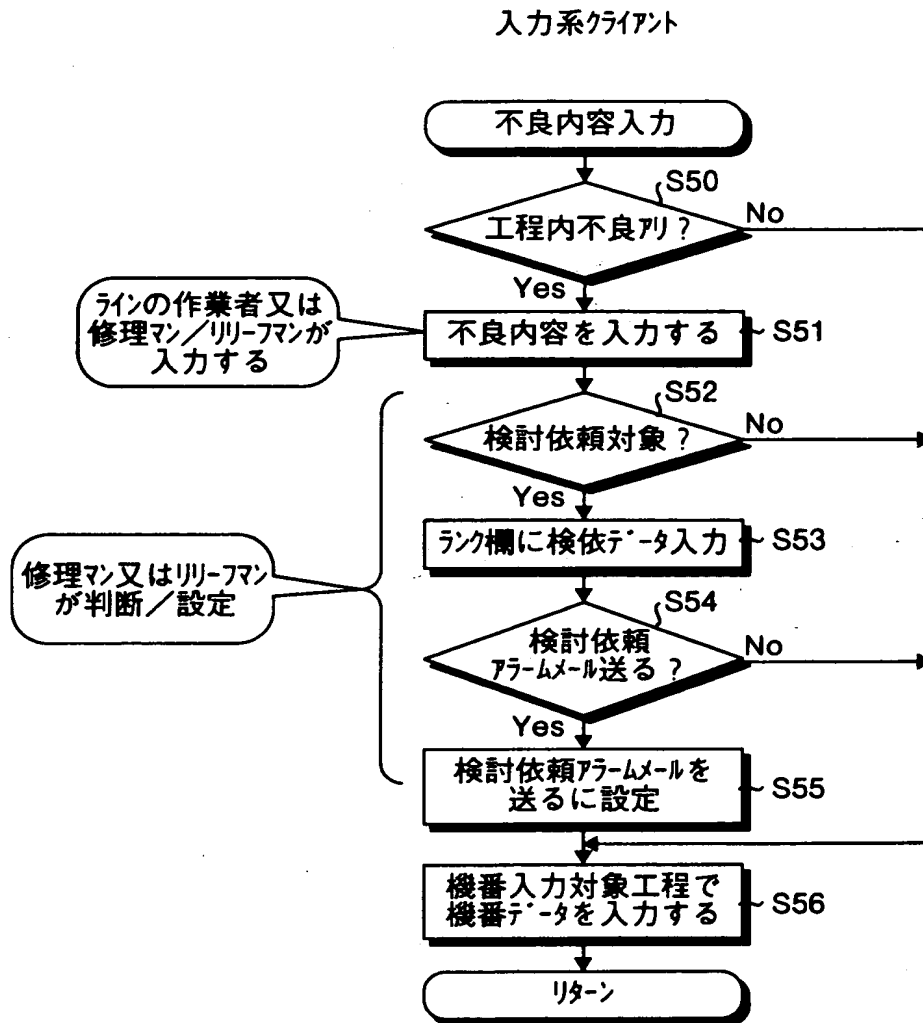 入力系ｸﾗｲｱﾝﾄ
不良内容入力
S50
工程内不良ｱﾘ？
No
Yes
ﾗｲﾝの作業者又は
修理ﾏﾝ／ﾘﾘｰﾌﾏﾝが
入力する
不良内容を入力する
S51
S52
検討依頼対象？
No
Yes
ﾗﾝｸ欄に検依ﾃﾞｰﾀ入力
S53
修理ﾏﾝ又はﾘﾘｰﾌﾏﾝ
が判断／設定
S54
検討依頼
ｱﾗｰﾑﾒｰﾙ送る？
No
Yes
検討依頼ｱﾗｰﾑﾒｰﾙを
送るに設定
S55
機番入力対象工程で
機番ﾃﾞｰﾀを入力する
S56
ﾘﾀｰﾝ